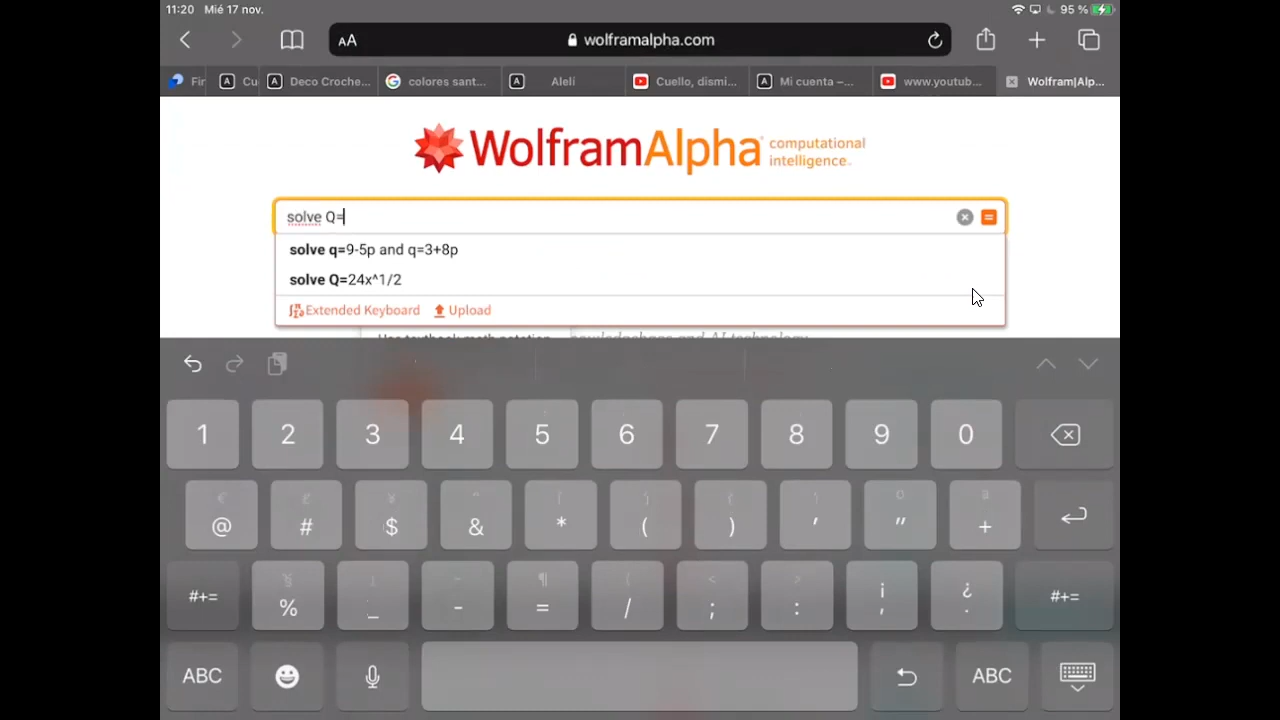 11:20 Mié 17 nov. 95 %
AA wolframalpha.com
Fir Cu Deco Croche... colores sant... Aleli Cuello, dismi... Mi cuenta –... www.youtub... Wolfram|Alp...
WolframAlpha computational intelligence.
solve Q=
solve q=9-5p and q=3+8p
solve Q=24x^1/2
Extended Keyboard Upload
1 2 3 4 5 6 7 8 9 0
@ # $ & * ( ) ' " +
#+= % _ - = / ; : , . #+=
ABC ABC